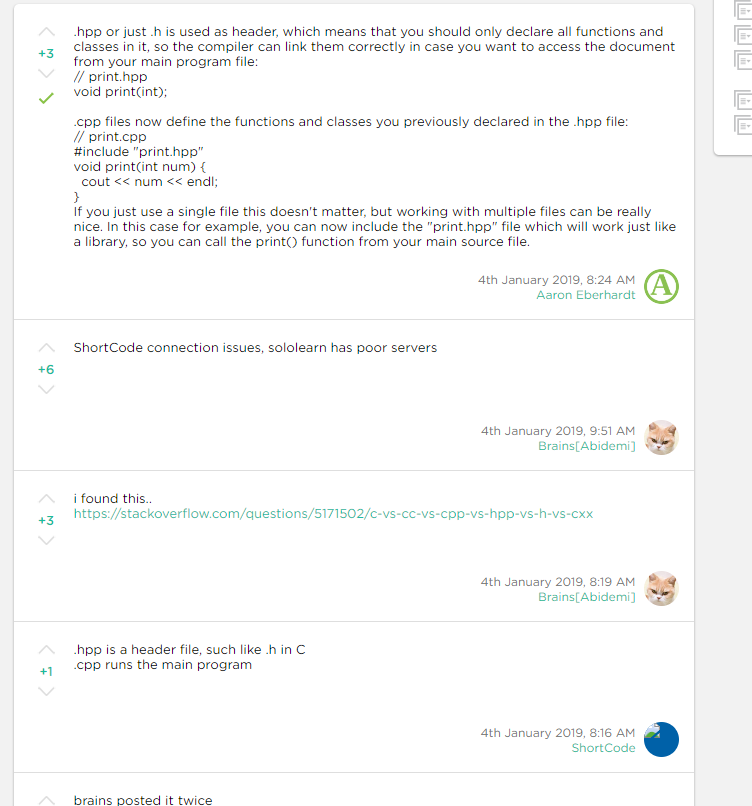 .hpp or just .h is used as header, which means that you should only declare all functions and
classes in it, so the compiler can link them correctly in case you want to access the document
from your main program file:
// print.hpp
void print(int);
+3
.cpp files now define the functions and classes you previously declared in the .hpp file:
// print.cpp
#include "print.hpp"
void print(int num) {
cout << num << endl;
}
If you just use a single file this doesn't matter, but working with multiple files can be really
nice. In this case for example, you can now include the "print.hpp" file which will work just like
a library, so you can call the print() function from your main source file.
4th January 2019, 8:24 AM
Aaron Eberhardt
A
ShortCode connection issues, sololearn has poor servers
+6
4th January 2019, 9:51 AM
Brains[Abidemi]
i found this..
https://stackoverflow.com/questions/5171502/c-vs-cc-vs-cpp-vs-hpp-vs-h-vs-cxx
+3
4th January 2019, 8:19 AM
Brains[Abidemi]
.hpp is a header file, such like .h in C
.cpp runs the main program
+1
4th January 2019, 8:16 AM
ShortCode
brains posted it twice